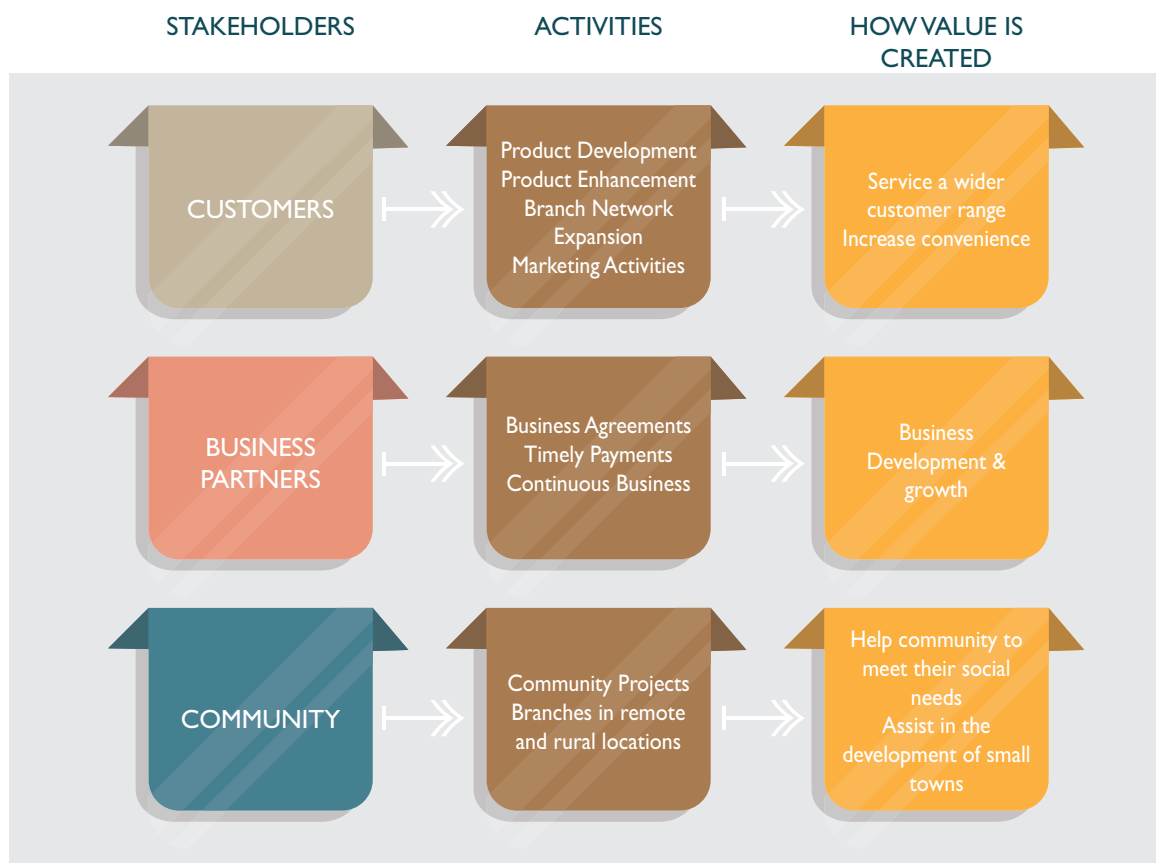 STAKEHOLDERS
ACTIVITIES
HOW VALUE IS
CREATED
CUSTOMERS
Product Development
Product Enhancement
Branch Network
Expansion
Marketing Activities
Service a wider
customer range
Increase convenience
BUSINESS
PARTNERS
Business Agreements
Timely Payments
Continuous Business
Business
Development &
growth
COMMUNITY
Community Projects
Branches in remote
and rural locations
Help community to
meet their social
needs
Assist in the
development of small
towns